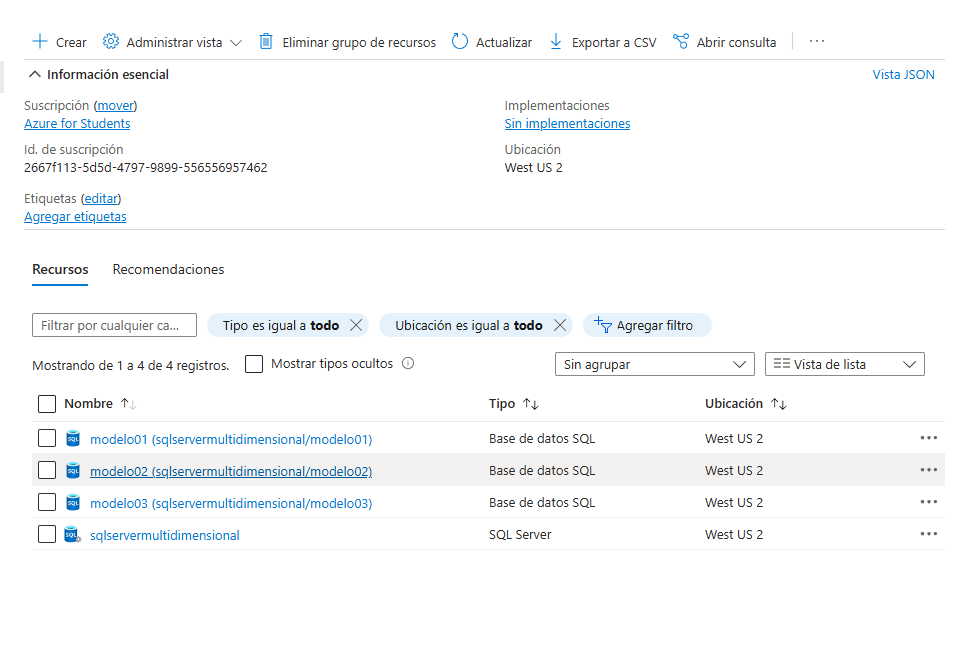 Crear Administrar vista Eliminar grupo de recursos Actualizar Exportar a CSV Abrir consulta ...
Información esencial Vista JSON
Suscripción (mover) Implementaciones
Azure for Students Sin implementaciones
Id. de suscripción Ubicación
2667f113-5d5d-4797-9899-556556957462 West US 2
Etiquetas (editar)
Agregar etiquetas
Recursos Recomendaciones
Filtrar por cualquier ca... Tipo es igual a todo Ubicación es igual a todo Agregar filtro
Mostrando de 1 a 4 de 4 registros. Mostrar tipos ocultos Sin agrupar Vista de lista
Nombre Tipo Ubicación
SQL modelo01 (sqlservermultidimensional/modelo01) Base de datos SQL West US 2 ...
SQL modelo02 (sqlservermultidimensional/modelo02) Base de datos SQL West US 2 ...
SQL modelo03 (sqlservermultidimensional/modelo03) Base de datos SQL West US 2 ...
SQL sqlservermultidimensional SQL Server West US 2 ...